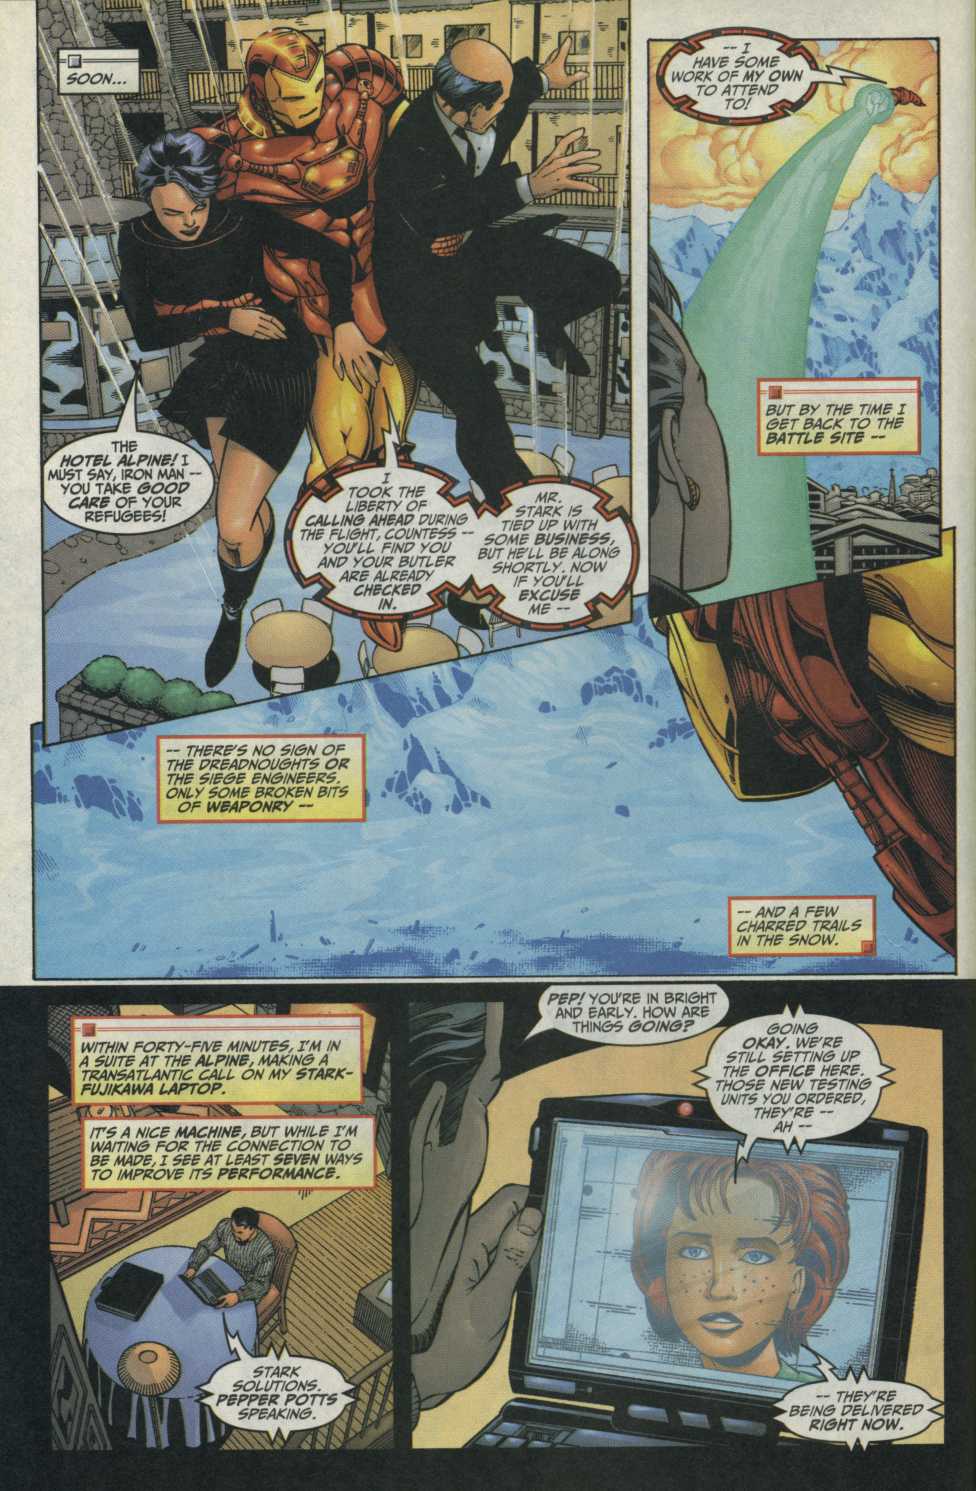 SOON...
THE
HOTEL ALPINE! I
MUST SAY, IRON MAN --
YOU TAKE GOOD
CARE OF YOUR
REFUGEES!
I
TOOK THE
LIBERTY OF
CALLING AHEAD DURING
THE FLIGHT, COUNTESS --
YOU'LL FIND YOU
AND YOUR BUTLER
ARE ALREADY
CHECKED
IN.
MR.
STARK IS
TIED UP WITH
SOME BUSINESS,
BUT HE'LL BE ALONG
SHORTLY. NOW
IF YOU'LL
EXCUSE
ME --
-- I
HAVE SOME
WORK OF MY OWN
TO ATTEND
TO!
BUT BY THE TIME I
GET BACK TO THE
BATTLE SITE --
-- THERE'S NO SIGN OF
THE DREADNOUGHTS OR
THE SIEGE ENGINEERS.
ONLY SOME BROKEN BITS
OF WEAPONRY --
-- AND A FEW
CHARRED TRAILS
IN THE SNOW.
WITHIN FORTY-FIVE MINUTES, I'M IN
A SUITE AT THE ALPINE, MAKING A
TRANSATLANTIC CALL ON MY STARK-
FUJIKAWA LAPTOP.
IT'S A NICE MACHINE, BUT WHILE I'M
WAITING FOR THE CONNECTION TO
BE MADE, I SEE AT LEAST SEVEN WAYS
TO IMPROVE ITS PERFORMANCE.
STARK
SOLUTIONS.
PEPPER POTTS
SPEAKING.
PEP! YOU'RE IN BRIGHT
AND EARLY. HOW ARE
THINGS GOING?
GOING
OKAY. WE'RE
STILL SETTING UP
THE OFFICE HERE.
THOSE NEW TESTING
UNITS YOU ORDERED,
THEY'RE --
AH --
-- THEY'RE
BEING DELIVERED
RIGHT NOW.